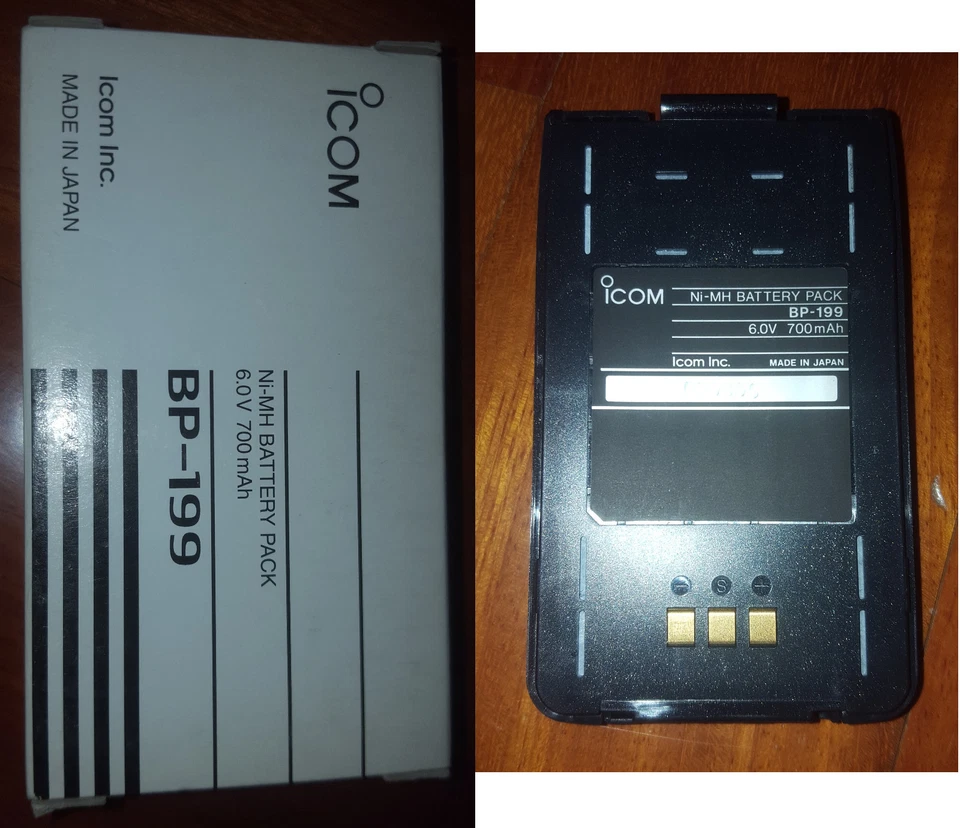 ICOM
Ni-MH BATTERY PACK
6.0V 700mAh
BP-199
Icom Inc.
MADE IN JAPAN
ICOM
Ni-MH BATTERY PACK
BP-199
6.0V 700mAh
Icom Inc.
MADE IN JAPAN
S